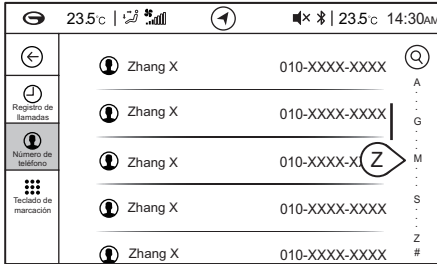 23.5°c 23.5°c 14:30AM
Registro de
llamadas
Número de
teléfono
Teclado de
marcación
Zhang X 010-XXXX-XXXX
Zhang X 010-XXXX-XXXX
Zhang X 010-XXXX-X
Zhang X 010-XXXX-XXXX
Zhang X 010-XXXX-XXXX
Z
A
:
G
:
M
:
S
:
Z
#